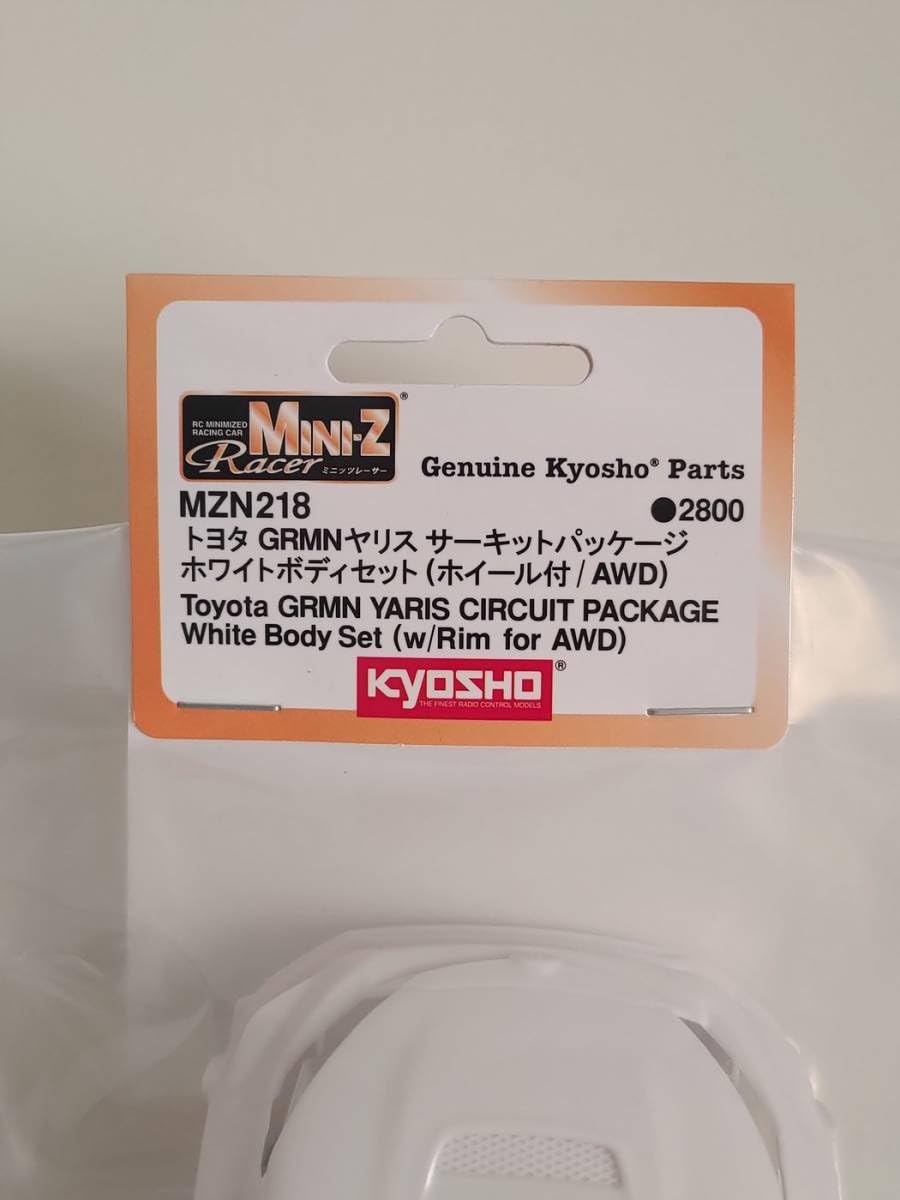 RC MINIMIZED
RACING CAR
MINI-Z®
Racer ミニッツレーサー
Genuine Kyosho® Parts
MZN218 ●2800
トヨタ GRMNヤリス サーキットパッケージ
ホワイトボディセット (ホイール付 / AWD)
Toyota GRMN YARIS CIRCUIT PACKAGE
White Body Set (w/Rim for AWD)
KYOSHO®
THE FINEST RADIO CONTROL MODELS